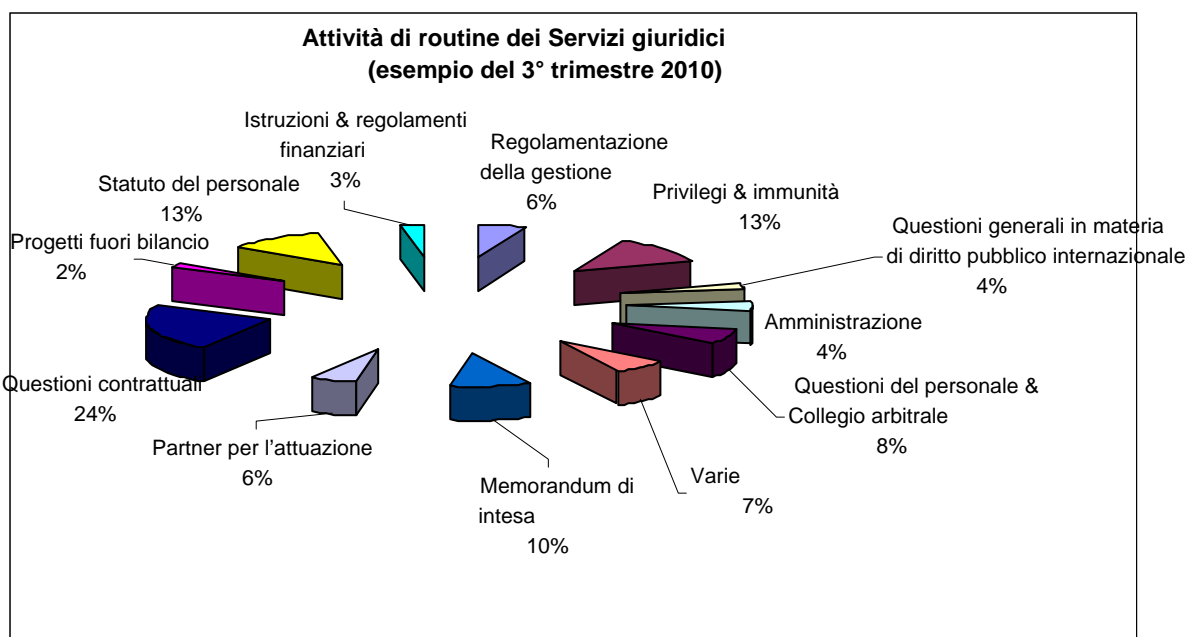 Attività di routine dei Servizi giuridici
(esempio del 3° trimestre 2010)
Istruzioni & regolamenti
finanziari
3%
Regolamentazione
della gestione
6%
Statuto del personale
13%
Privilegi & immunità
13%
Progetti fuori bilancio
2%
Questioni generali in materia
di diritto pubblico internazionale
4%
Amministrazione
4%
Questioni contrattuali
24%
Questioni del personale &
Collegio arbitrale
8%
Partner per l'attuazione
6%
Memorandum di
intesa
10%
Varie
7%